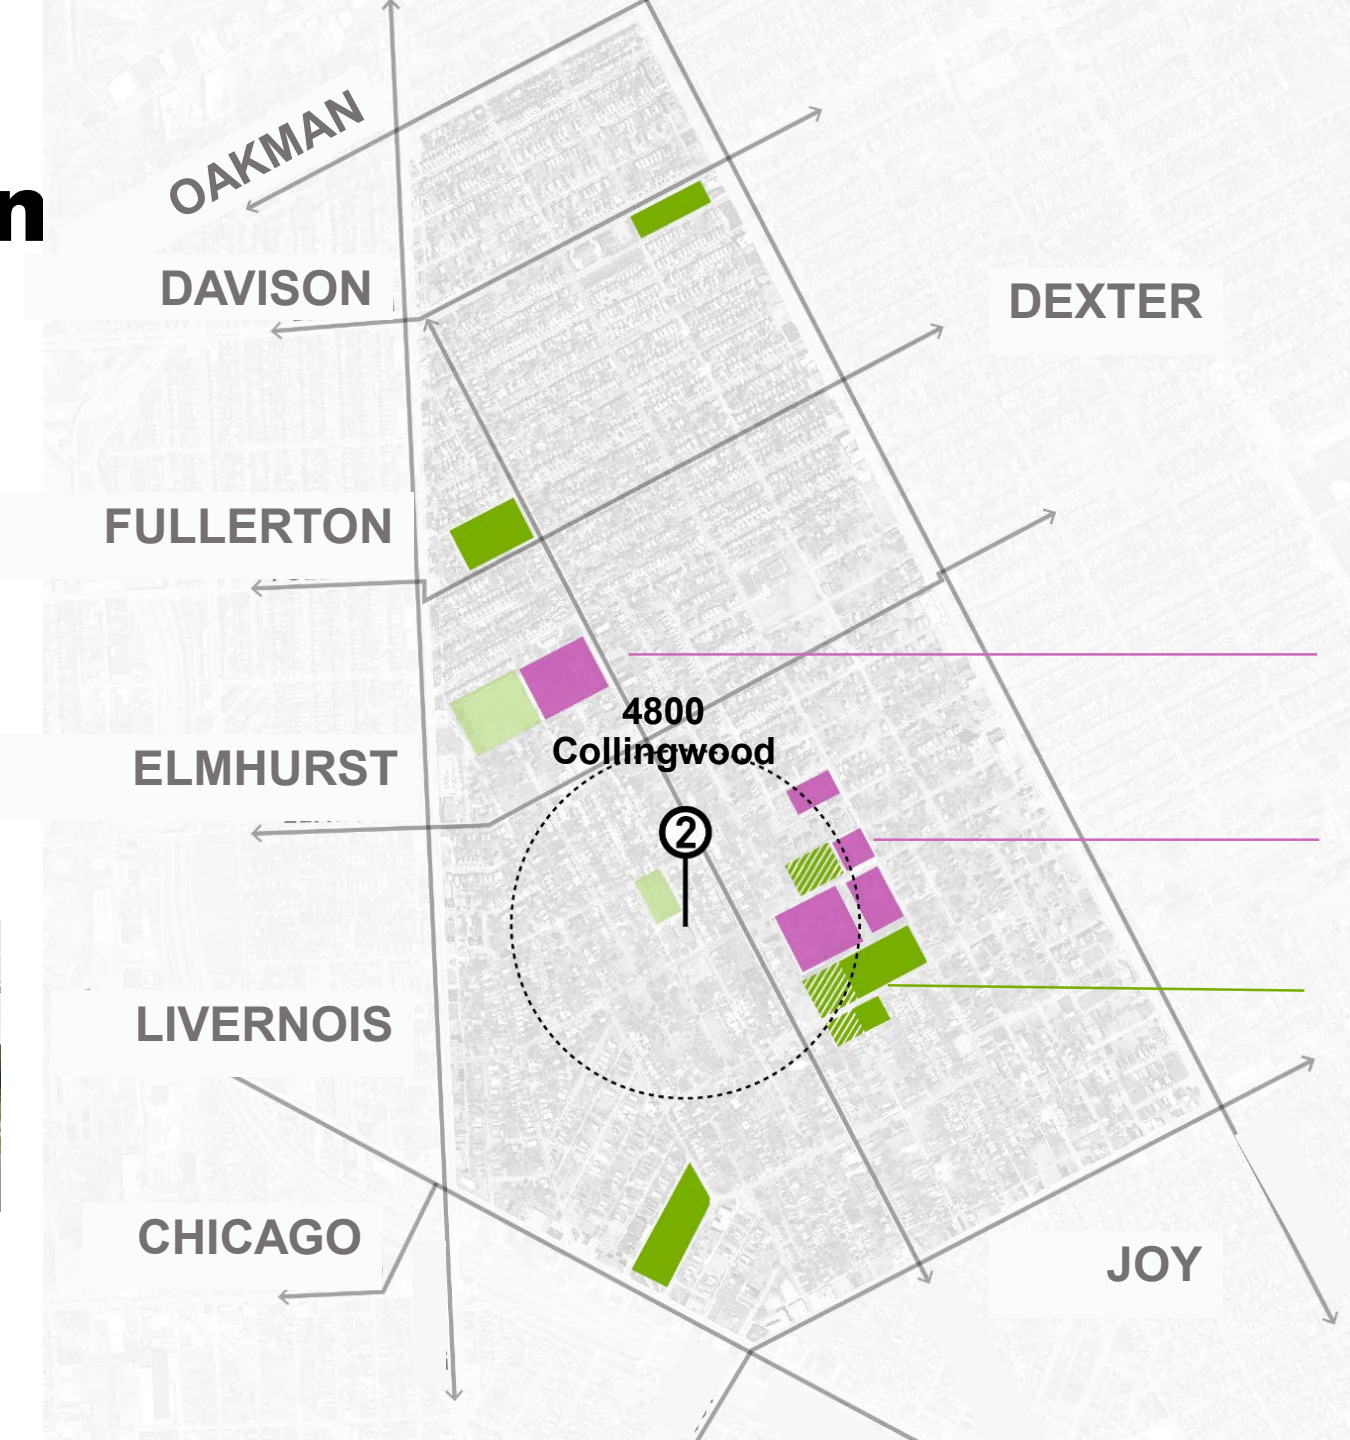 OAKMAN
n
DAVISON
DEXTER
FULLERTON
4800
Collingwood
ELMHURST
2
LIVERNOIS
CHICAGO
JOY